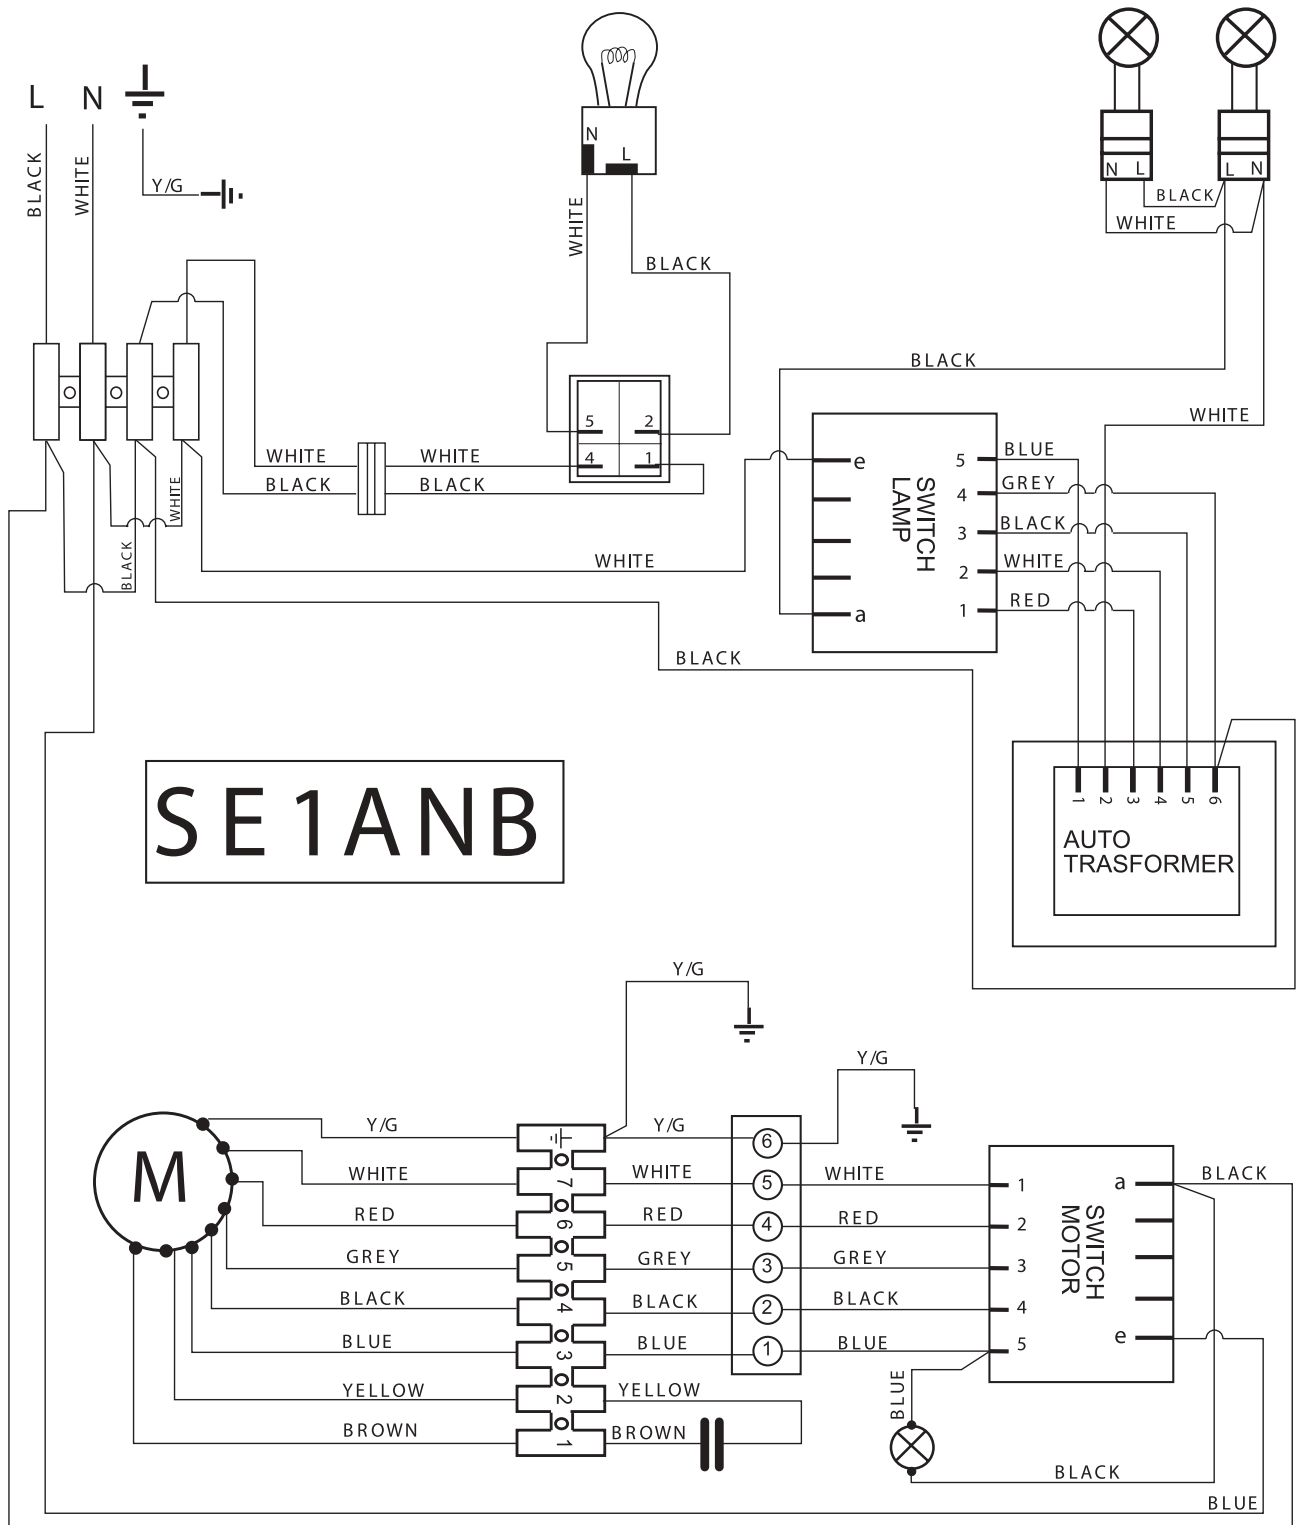 L N
BLACK
WHITE
Y/G
N
L
WHITE
BLACK
N L
L N
BLACK
WHITE
BLACK
WHITE
5 2
4 1
WHITE WHITE
BLACK BLACK
WHITE
BLACK
WHITE
BLACK
e
a
SWITCH
LAMP
5 BLUE
4 GREY
3 BLACK
2 WHITE
1 RED
1 2 3 4 5 6
AUTO
TRASFORMER
SE1ANB
Y/G
Y/G
M
Y/G Y/G 6
WHITE 7 WHITE 5 WHITE 1
RED 6 RED 4 RED 2
GREY 5 GREY 3 GREY 3
BLACK 4 BLACK 2 BLACK 4
BLUE 3 BLUE 1 BLUE 5
YELLOW 2 YELLOW
BROWN 1 BROWN
a BLACK
SWITCH
MOTOR
e
BLUE
BLACK
BLUE